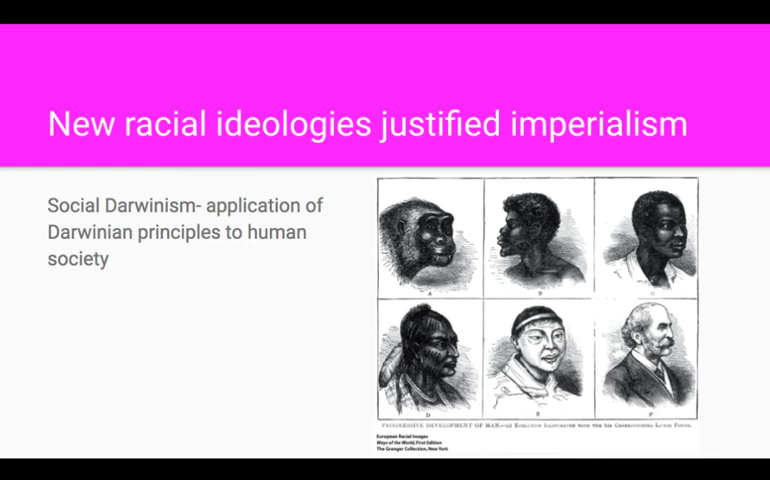 New racial ideologies justified imperialism
Social Darwinism- application of
Darwinian principles to human
society
A
B
C
D
E
F
PROGRESSIVE DEVELOPMENT OF MAN.—
European Racial Images
Ways of the World, First Edition
The Granger Collection, New York